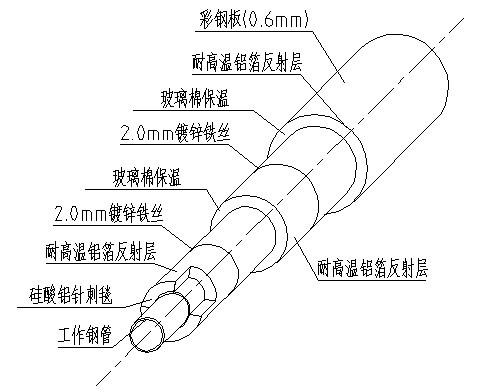 彩钢板(0.6mm)
耐高温铝箔反射层
玻璃棉保温
2.0mm镀锌铁丝
玻璃棉保温
2.0mm镀锌铁丝
耐高温铝箔反射层
耐高温铝箔反射层
硅酸铝针刺毯
工作钢管